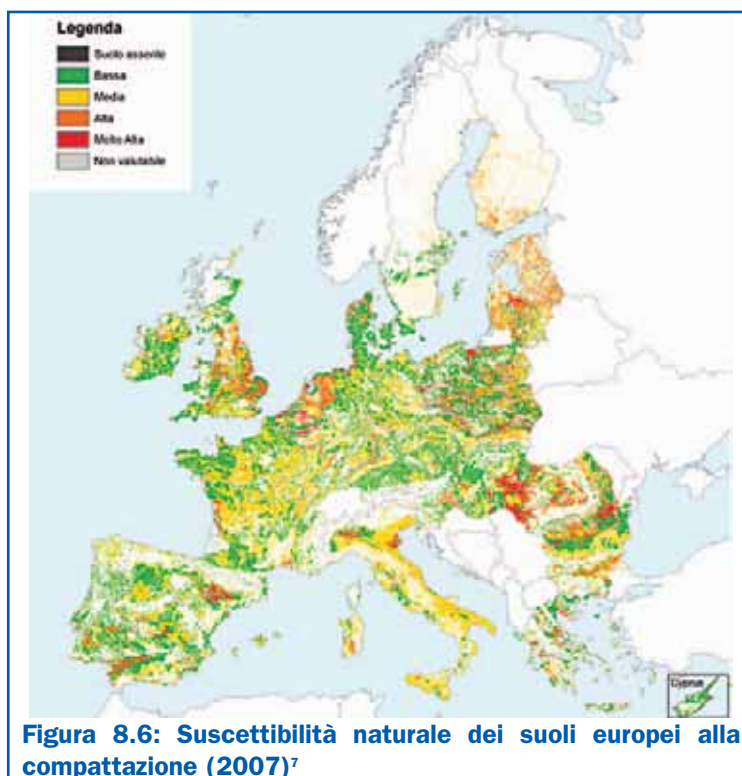 Legenda
Suolo assente
Bassa
Media
Alta
Molto Alta
Non valutabile
Cipro
Figura 8.6: Suscettibilità naturale dei suoli europei alla
compattazione (2007)⁷